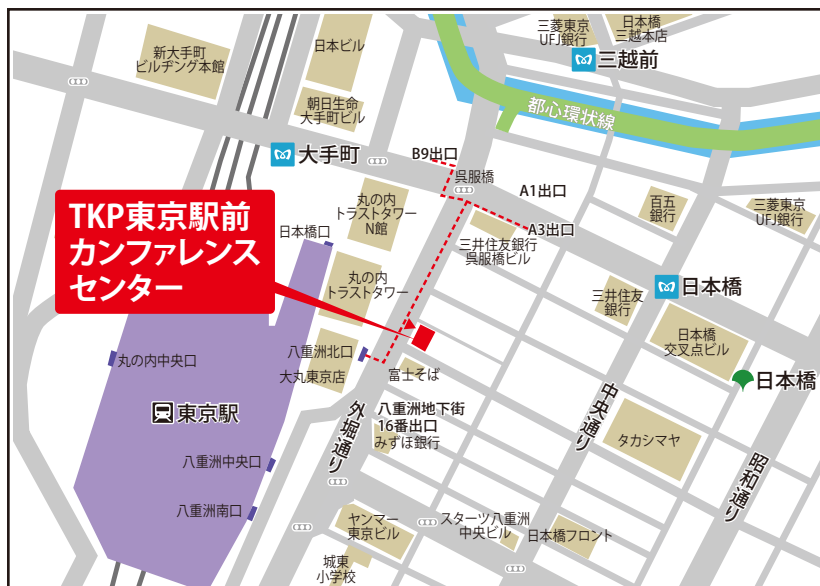 三菱東京
UFJ銀行
日本橋
三越本店
新大手町
ビルヂング本館
日本ビル
三越前
朝日生命
大手町ビル
都心環状線
大手町
B9出口
呉服橋
A1出口
TKP東京駅前
カンファレンス
センター
丸の内
トラストタワー
N館
百五
銀行
三菱東京
UFJ銀行
日本橋口
A3出口
三井住友銀行
呉服橋ビル
丸の内
トラストタワー
三井住友
銀行
日本橋
日本橋
交叉点ビル
丸の内中央口
八重洲北口
大丸東京店
富士そば
日本橋
東京駅
八重洲地下街
16番出口
みずほ銀行
外堀通り
中央通り
タカシマヤ
昭和通り
八重洲中央口
八重洲南口
ヤンマー
東京ビル
スターツ八重洲
中央ビル
日本橋フロント
城東
小学校